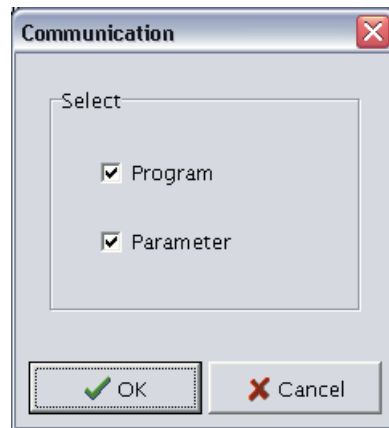 Communication
Select
Program
Parameter
OK
Cancel